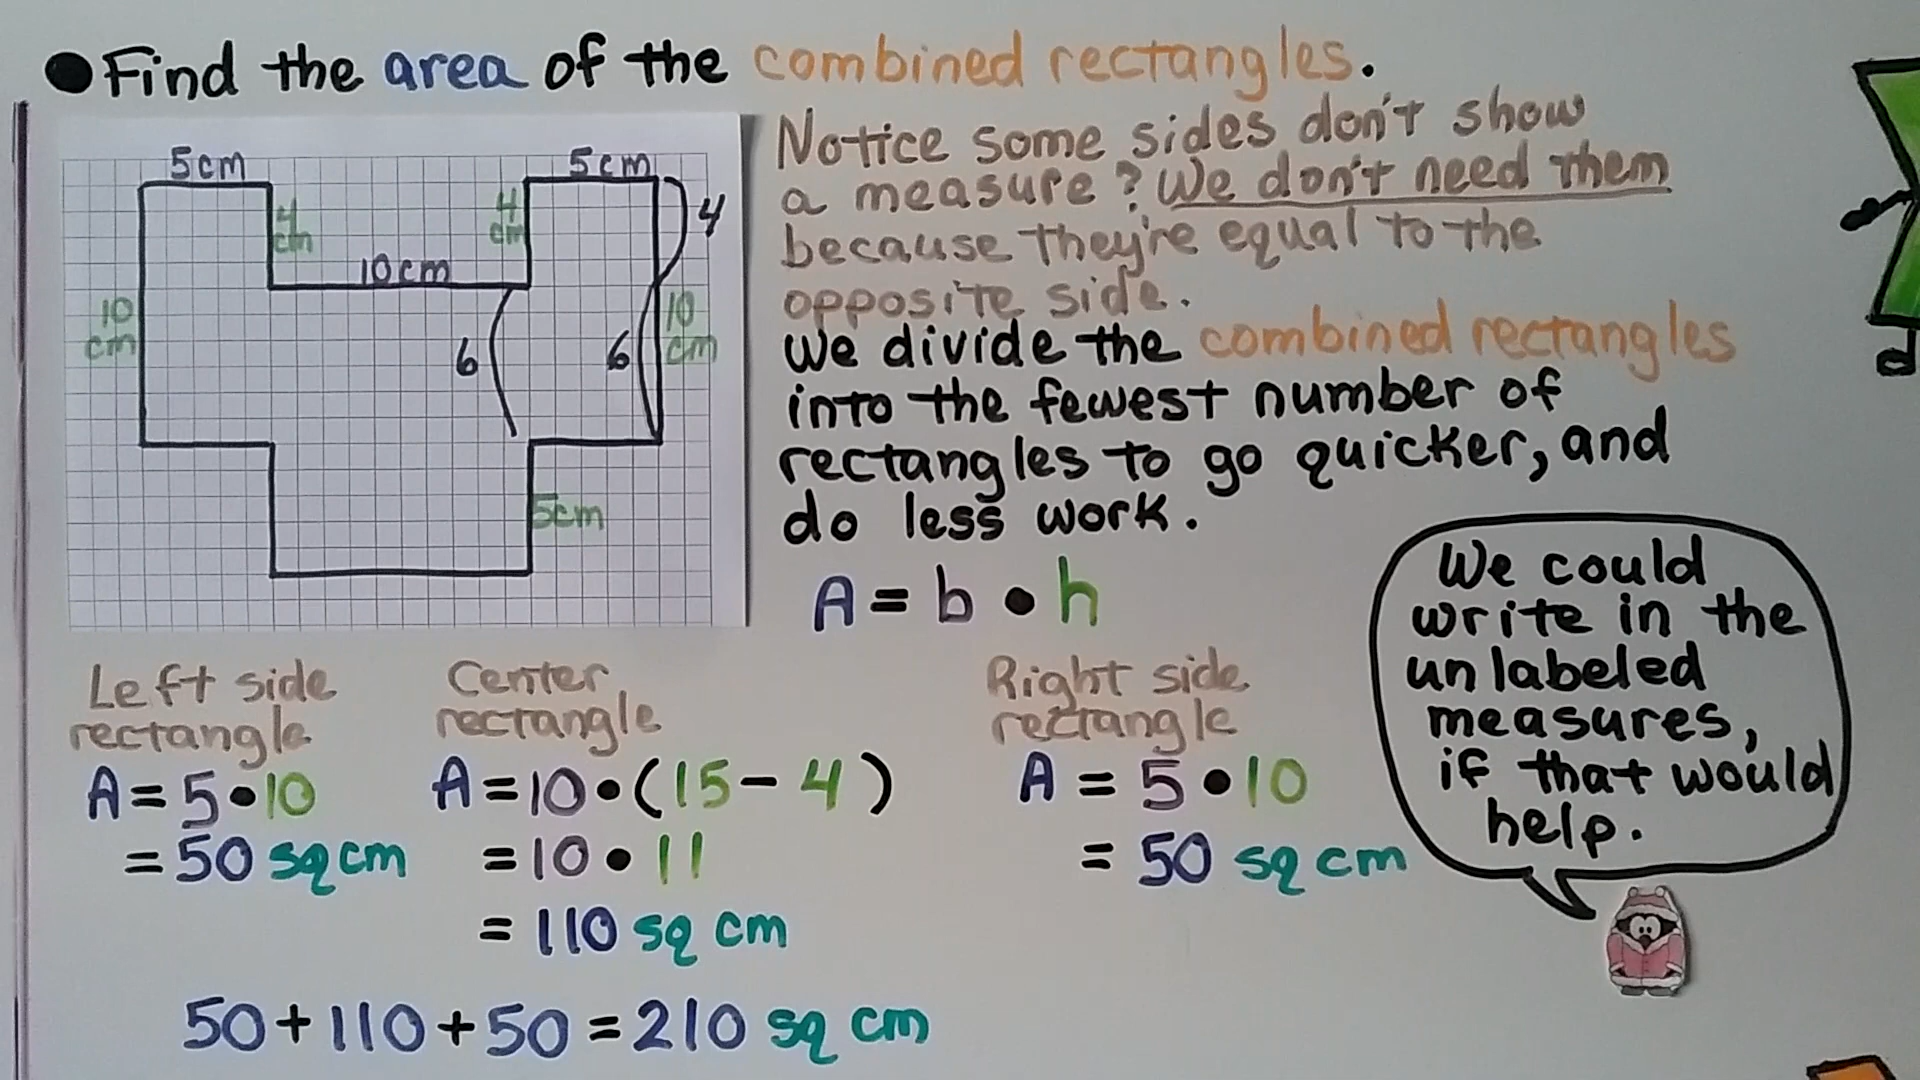 Find the area of the combined rectangles.
5cm
5cm
4
cm
4
cm
4
10cm
10
cm
6
6
10
cm
5cm
Notice some sides don't show
a measure? We don't need them
because they're equal to the
opposite side.
We divide the combined rectangles
into the fewest number of
rectangles to go quicker, and
do less work.
A = b • h
Left side
rectangle
A = 5 • 10
= 50 sq cm
Center
rectangle
A = 10 • (15 - 4)
= 10 • 11
= 110 sq cm
Right side
rectangle
A = 5 • 10
= 50 sq cm
50 + 110 + 50 = 210 sq cm
We could
write in the
unlabeled
measures,
if that would
help.